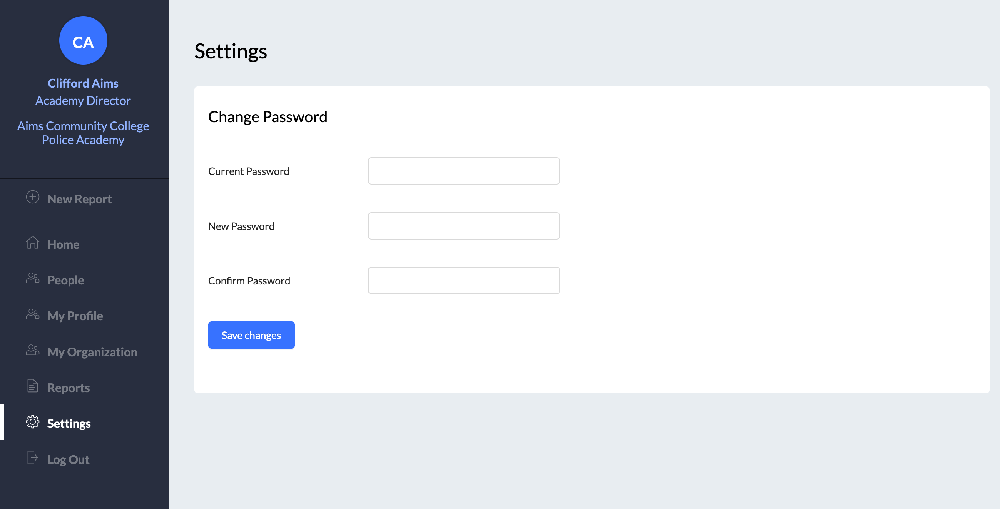 CA
Clifford Aims
Academy Director
Aims Community College
Police Academy
New Report
Home
People
My Profile
My Organization
Reports
Settings
Log Out
Settings
Change Password
Current Password
New Password
Confirm Password
Save changes